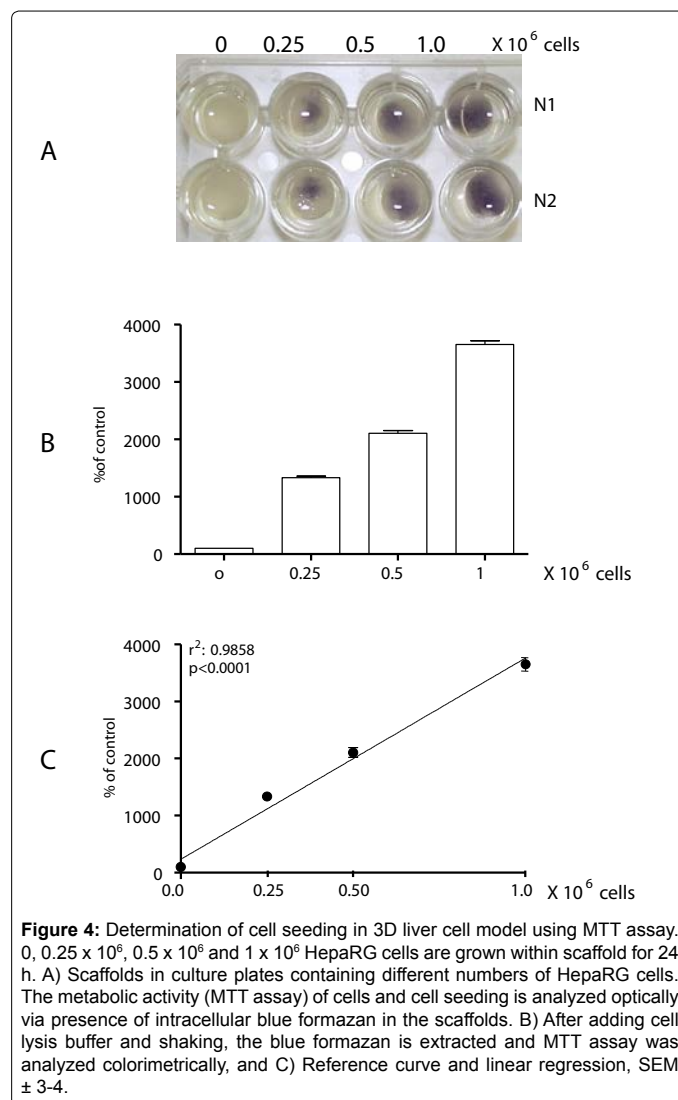 0 0.25 0.5 1.0 X 10⁶ cells
N1
A
N2
4000
3000
B
%of control
2000
1000
0
o 0.25 0.5 1 X 10⁶ cells
4000
r²: 0.9858
p<0.0001
3000
C
% of control
2000
1000
0
0.0 0.25 0.50 1.0 X 10⁶ cells
Figure 4: Determination of cell seeding in 3D liver cell model using MTT assay.
0, 0.25 x 10⁶, 0.5 x 10⁶ and 1 x 10⁶ HepaRG cells are grown within scaffold for 24
h. A) Scaffolds in culture plates containing different numbers of HepaRG cells.
The metabolic activity (MTT assay) of cells and cell seeding is analyzed optically
via presence of intracellular blue formazan in the scaffolds. B) After adding cell
lysis buffer and shaking, the blue formazan is extracted and MTT assay was
analyzed colorimetrically, and C) Reference curve and linear regression, SEM
± 3-4.